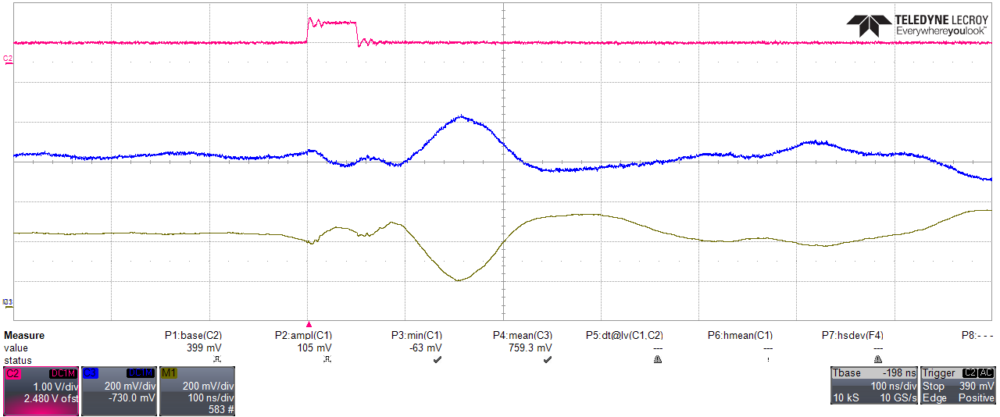 TELEDYNE LECROY
Everywhereyoulook™
C2
Measure P1:base(C2) P2:ampl(C1) P3:min(C1) P4:mean(C3) P5:dt@lv(C1,C2) P6:hmean(C1) P7:hsdev(F4) P8:- - -
value 399 mV 105 mV -63 mV 759.3 mV --- --- ---
status
C2 DC1M
1.00 V/div
2.480 V ofst
C3 DC1M
200 mV/div
-730.0 mV
M1
200 mV/div
100 ns/div
583 #
Tbase -198 ns
100 ns/div
10 kS 10 GS/s
Trigger C2 AC
Stop 390 mV
Edge Positive